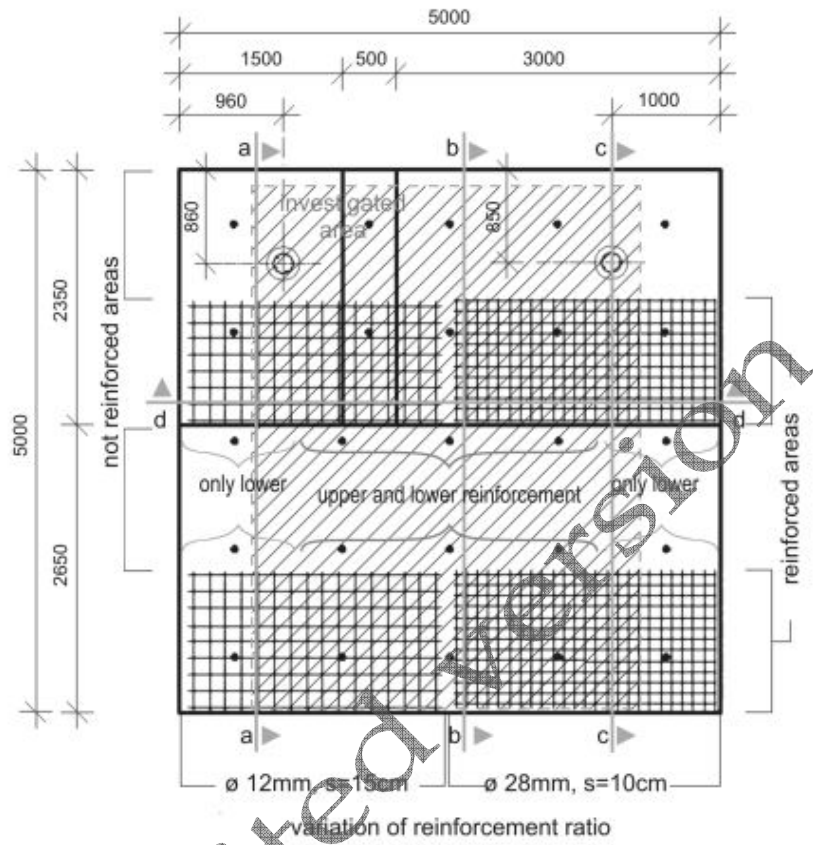 5000
1500 500 3000
960 1000
a b c
860 Investigated 850
area
2350
not reinforced areas
5000
d d
only lower upper and lower reinforcement only lower
reinforced areas
2650
a b c
ø 12mm, s=15cm ø 28mm, s=10cm
variation of reinforcement ratio
version